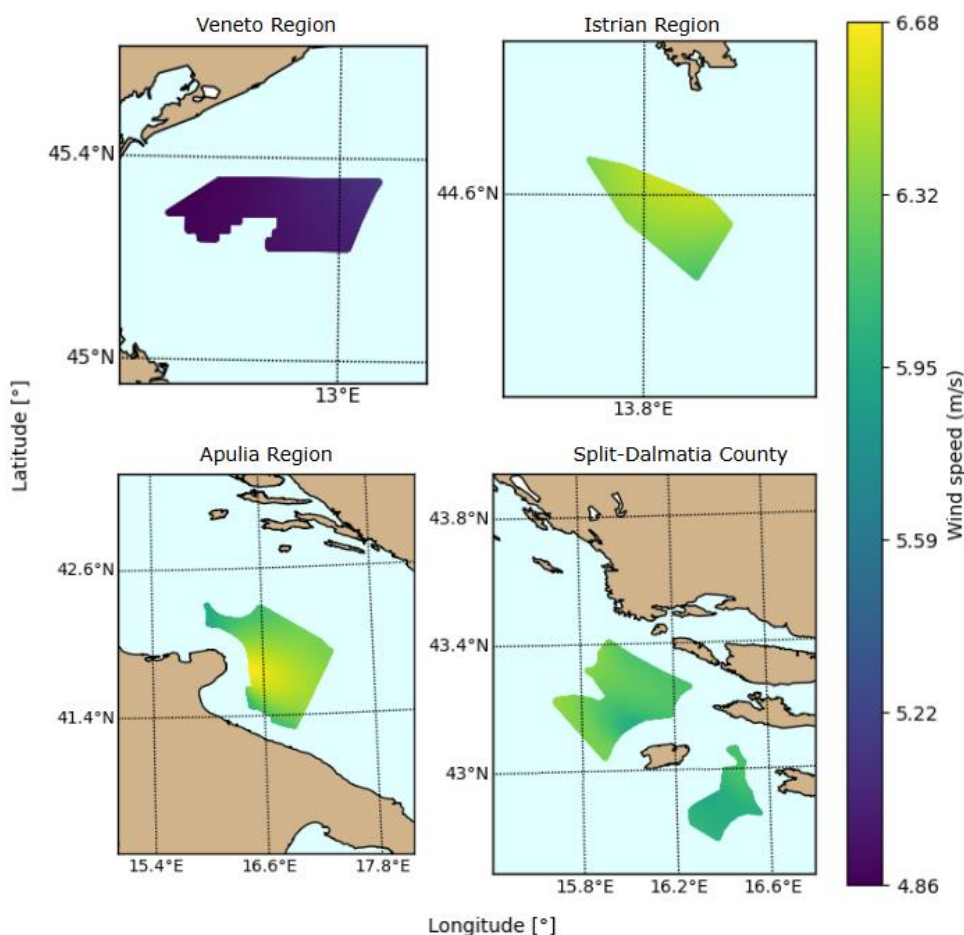 Veneto Region
Istrian Region
45.4°N
45°N
13°E
44.6°N
13.8°E
Apulia Region
Split-Dalmatia County
42.6°N
41.4°N
15.4°E
16.6°E
17.8°E
43.8°N
43.4°N
43°N
15.8°E
16.2°E
16.6°E
Latitude [°]
Longitude [°]
6.68
6.32
5.95
5.59
5.22
4.86
Wind speed (m/s)